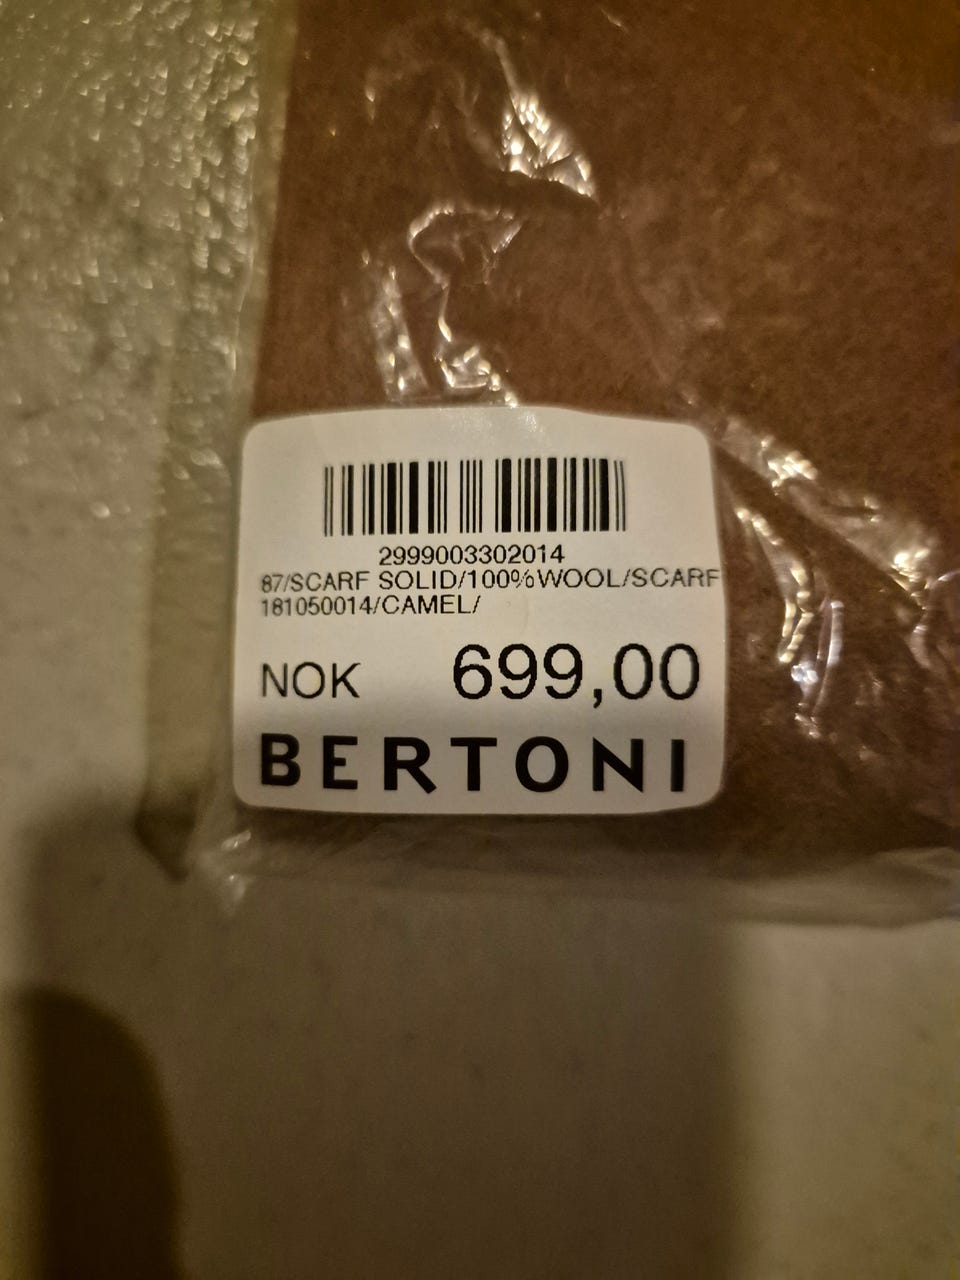 2999003302014
87/SCARF SOLID/100%WOOL/SCARF
181050014/CAMEL/
NOK 699,00
BERTONI